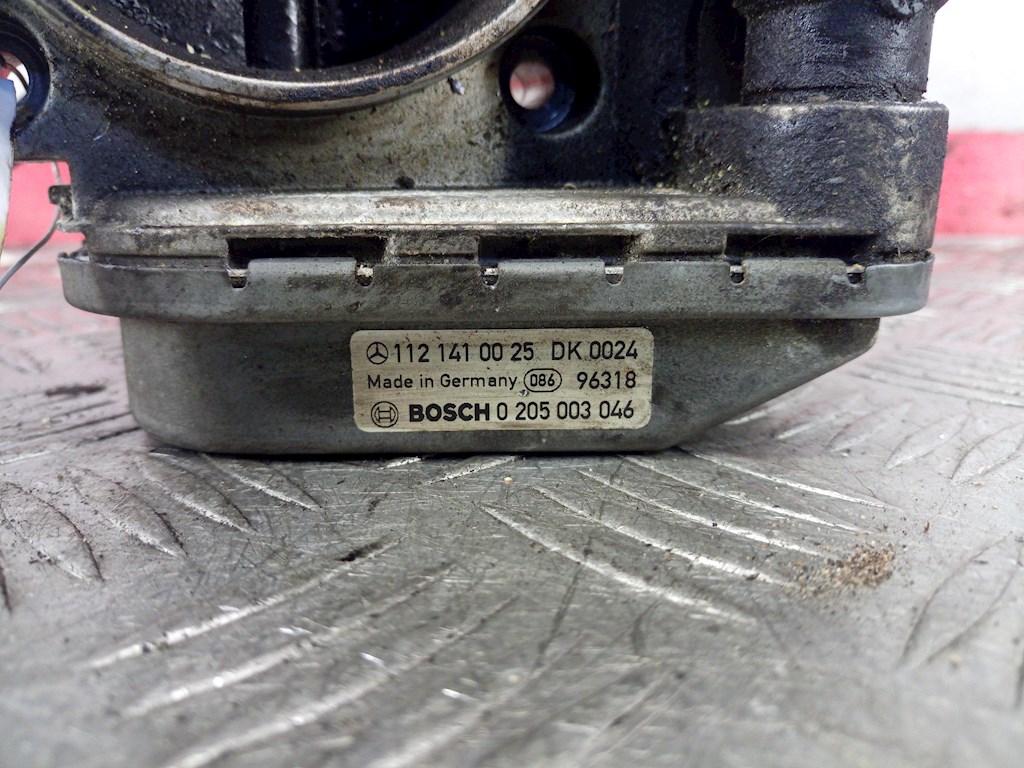 112 141 00 25 DK 0024
Made in Germany 086 96318
BOSCH 0 205 003 046